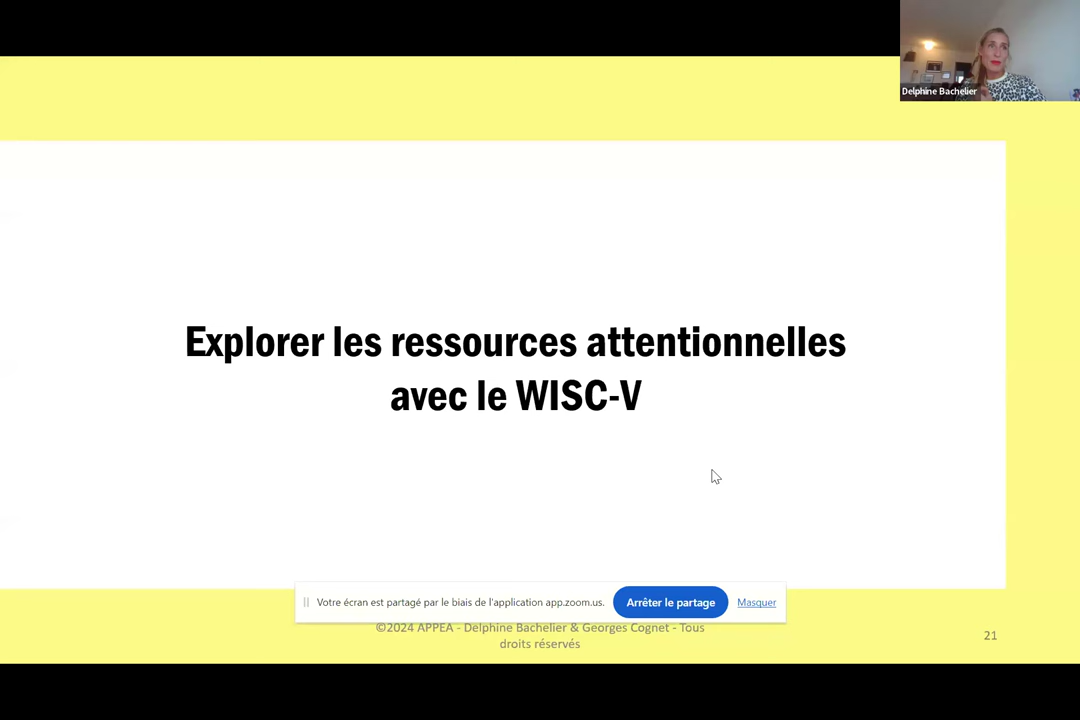 Delphine Bachelier
Explorer les ressources attentionnelles
avec le WISC-V
Votre écran est partagé par le biais de l'application app.zoom.us.
Arrêter le partage
Masquer
©2024 APPEA - Delphine Bachelier & Georges Cognet - Tous
droits réservés
21